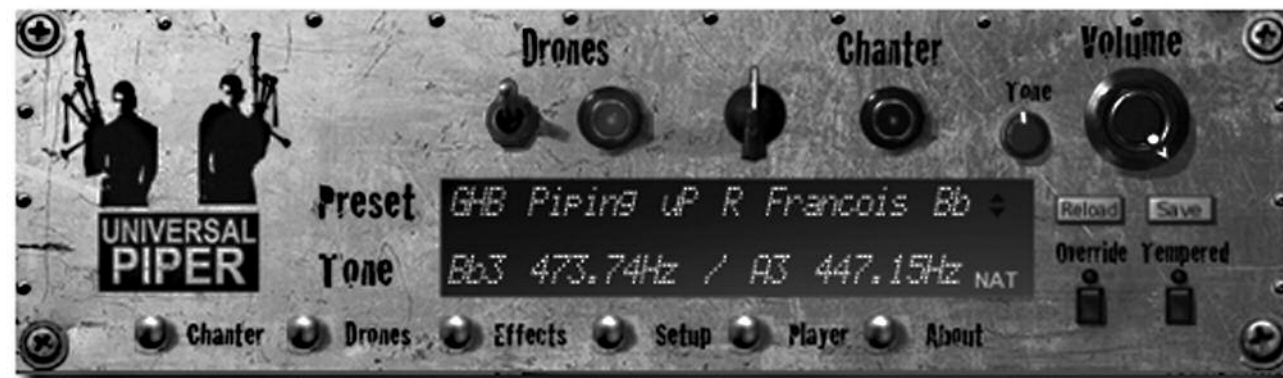 Drones
Chanter
Volume
Tone
UNIVERSAL
PIPER
Preset
GHB Piping uP R Francois Bb
Reload
Save
Override
Tempered
Tone
Bb3 473.74Hz / A3 447.15Hz NAT
Chanter
Drones
Effects
Setup
Player
About